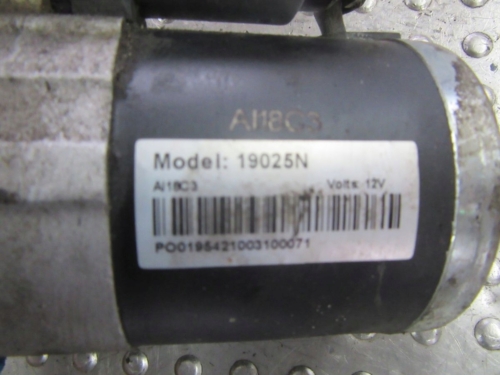 AI18C3
Model: 19025N
AI18C3 Volts: 12V
PO0195421003100071